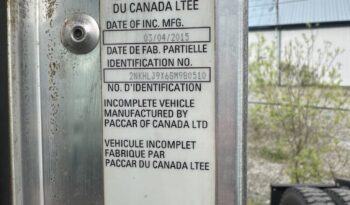 DU CANADA LTEE
DATE OF INC. MFG.
03/04/2015
DATE DE FAB. PARTIELLE
IDENTIFICATION NO.
2NKHLJ9X6GM980510
NO. D'IDENTIFICATION
INCOMPLETE VEHICLE
MANUFACTURED BY
PACCAR OF CANADA LTD
VEHICULE INCOMPLET
FABRIQUE PAR
PACCAR DU CANADA LTEE